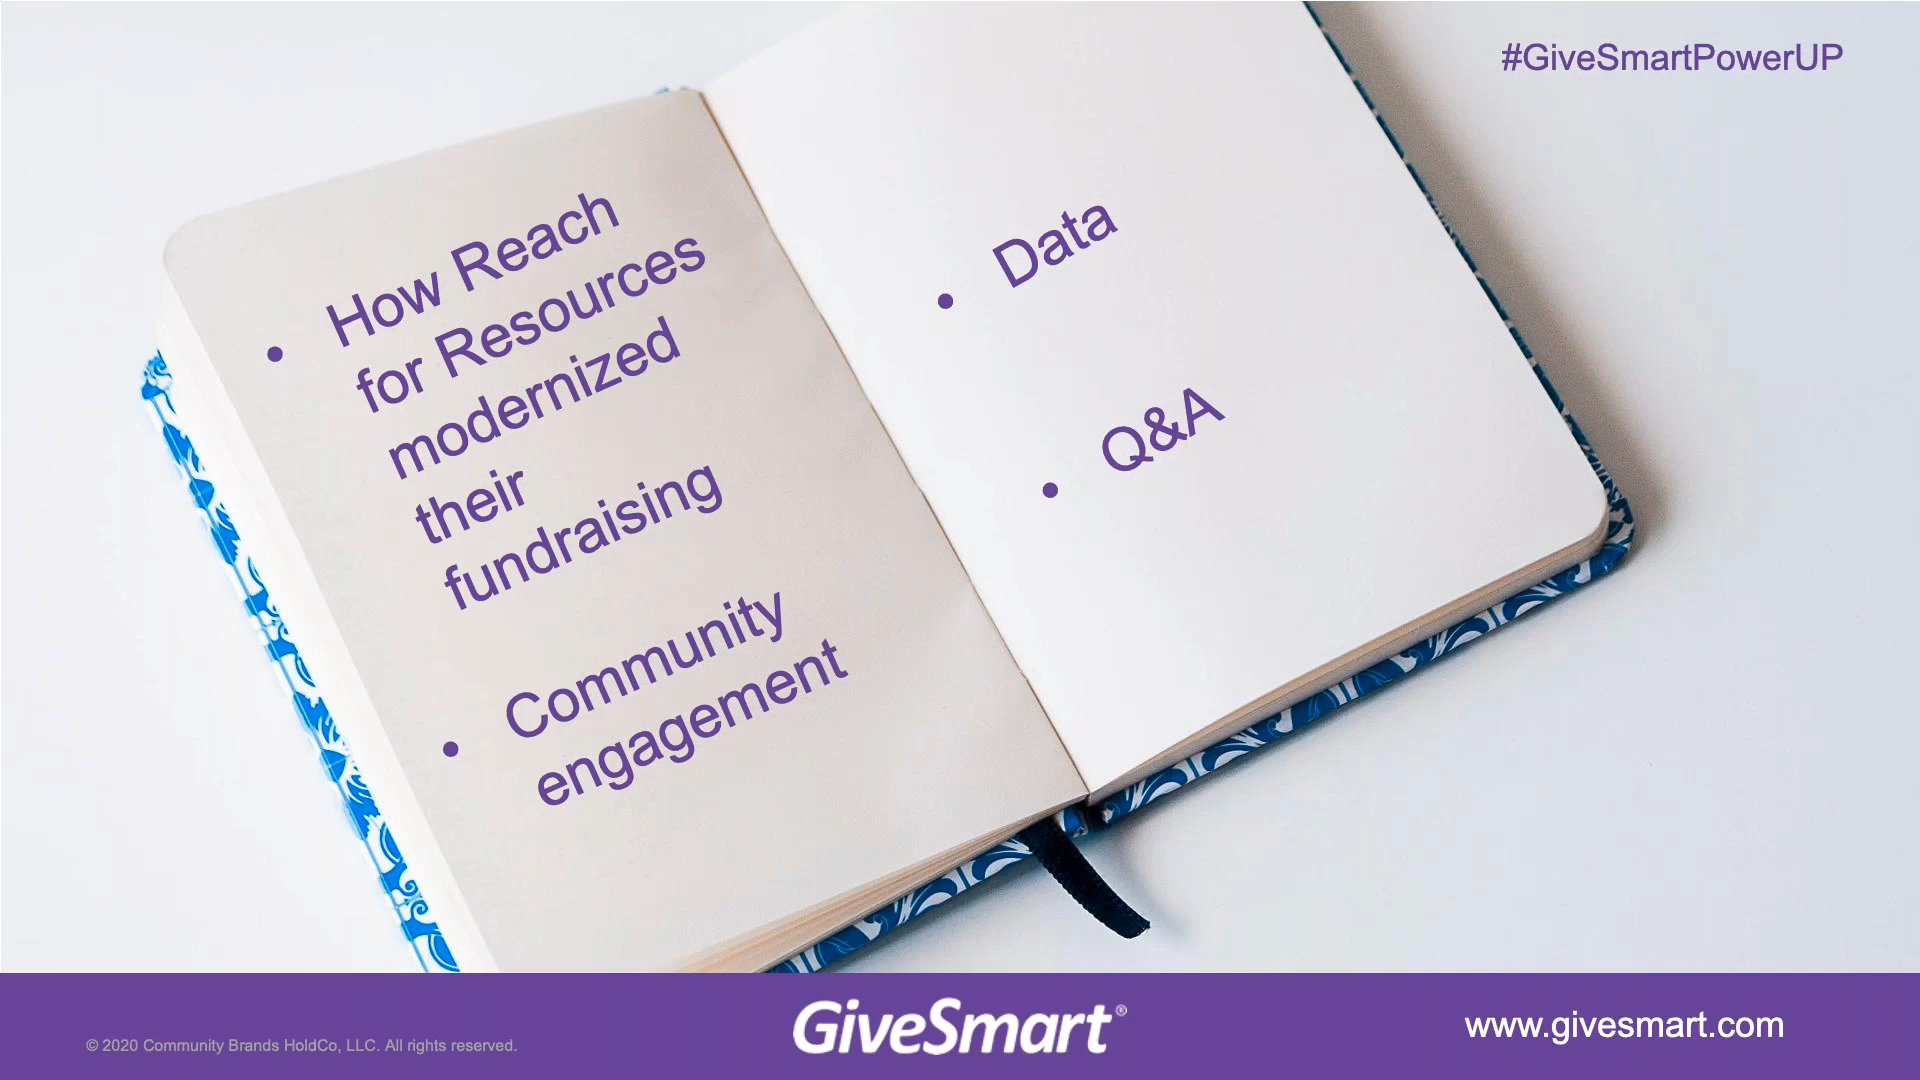 #GiveSmartPowerUP
• How Reach
for Resources
modernized
their
fundraising
• Community
engagement
• Data
• Q&A
© 2020 Community Brands HoldCo, LLC. All rights reserved.
GiveSmart®
www.givesmart.com